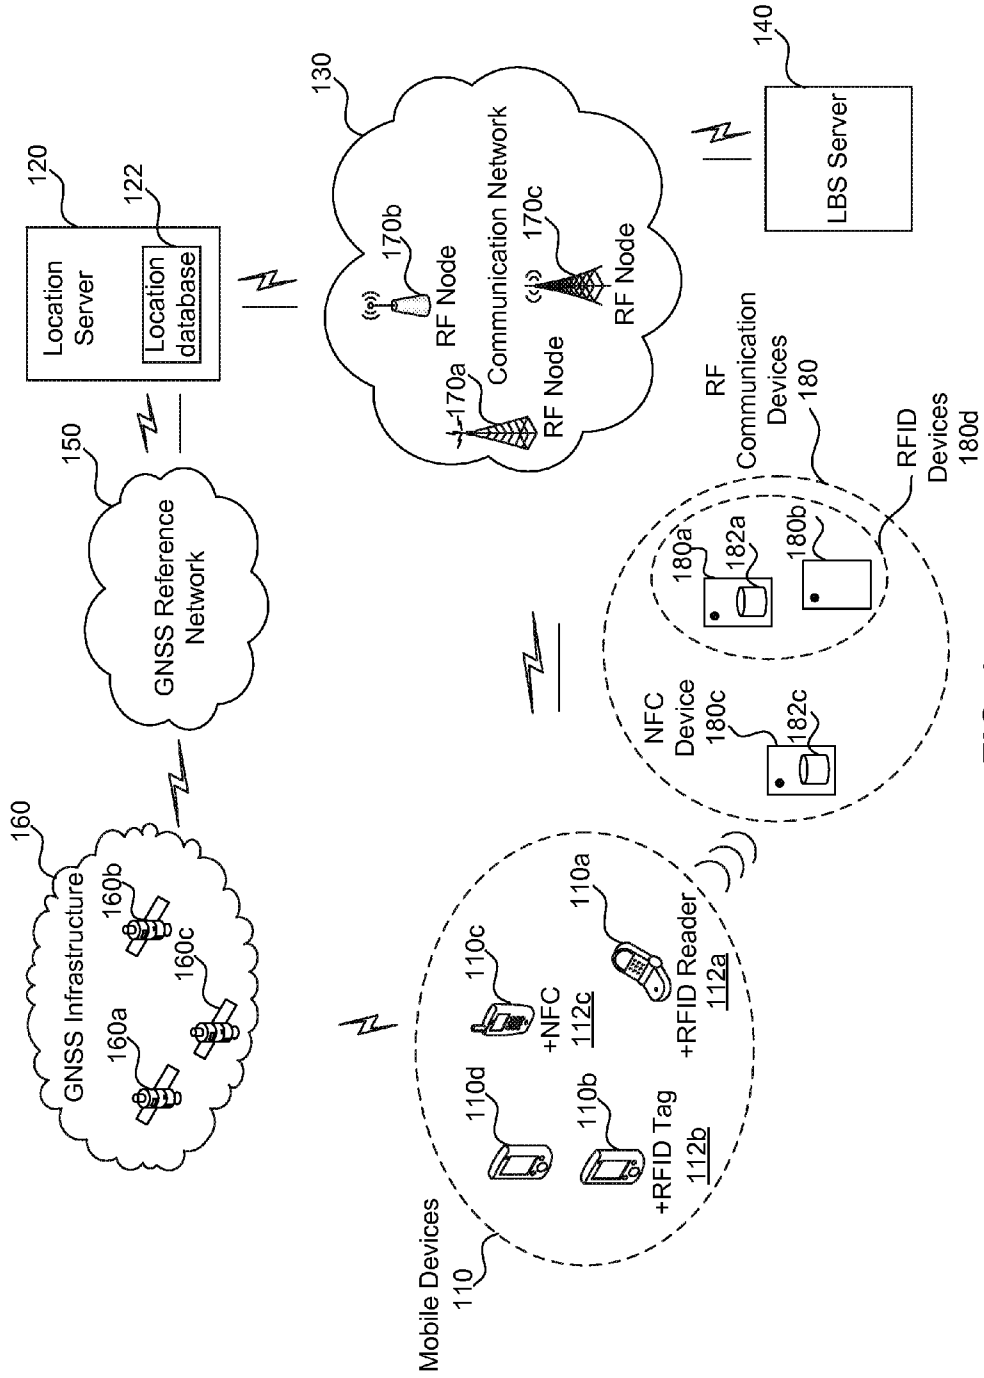 160
GNSS Infrastructure
160a
160b
160c
150
GNSS Reference
Network
120
Location
Server
122
Location
database
130
170b
RF Node
170a
RF Node
Communication Network
170c
RF Node
140
LBS Server
Mobile Devices
110
110d
110c
+NFC
112c
110b
+RFID Tag
112b
110a
+RFID Reader
112a
NFC
Device
180c
182c
180a
182a
180b
RF
Communication
Devices
180
RFID
Devices
180d